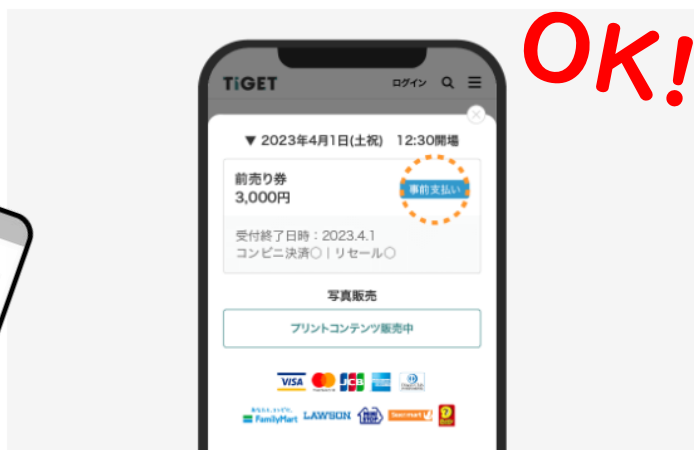 OK!
TiGET
ログイン
▼ 2023年4月1日(土祝) 12:30開場
前売り券
3,000円
事前支払い
受付終了日時：2023.4.1
コンビニ決済○ | リセール○
写真販売
プリントコンテンツ販売中
VISA JCB
FamilyMart LAWSON